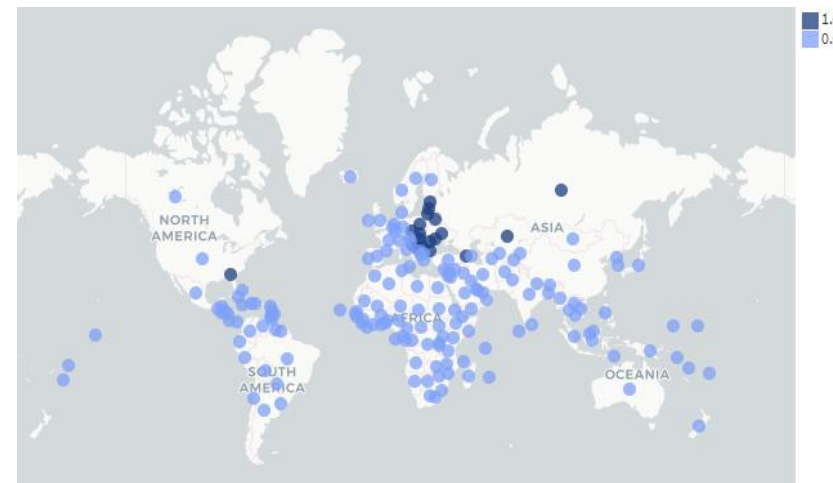 1.
0.
NORTH
AMERICA
ASIA
AFRICA
SOUTH
AMERICA
OCEANIA